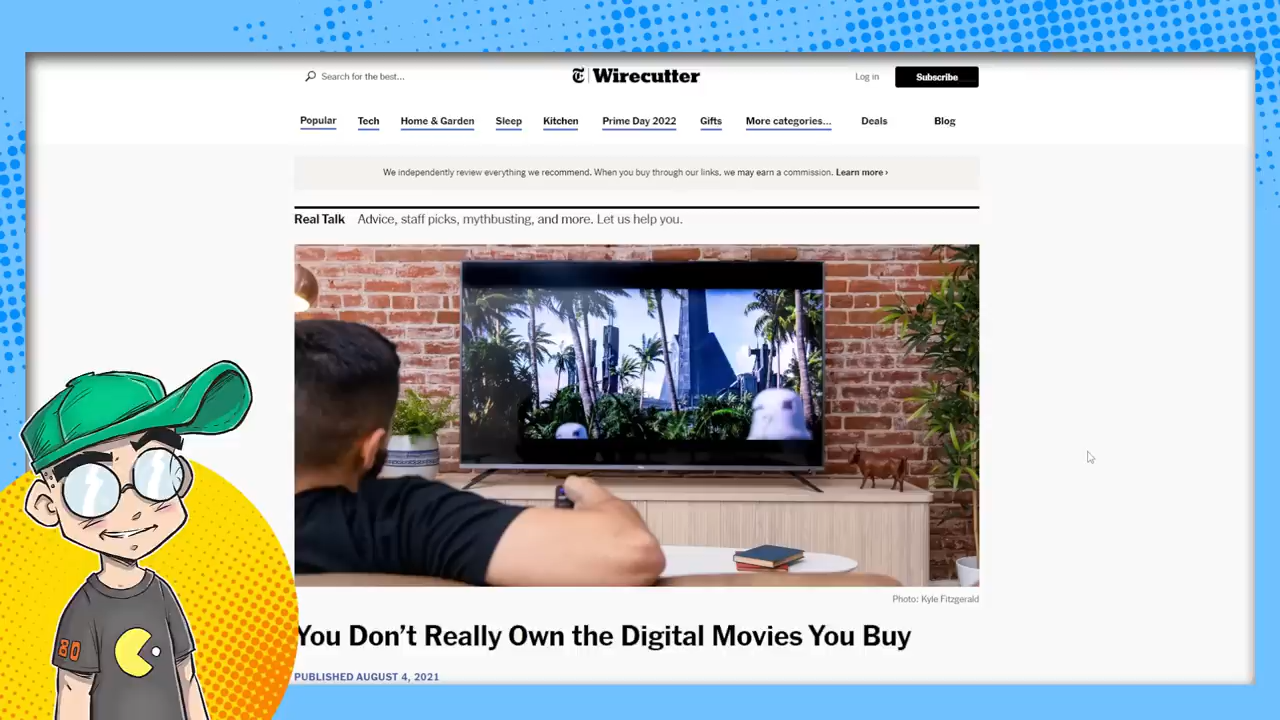 Search for the best...
Wirecutter
Log in
Subscribe
Popular
Tech
Home & Garden
Sleep
Kitchen
Prime Day 2022
Gifts
More categories...
Deals
Blog
We independently review everything we recommend. When you buy through our links, we may earn a commission. Learn more ›
Real Talk Advice, staff picks, mythbusting, and more. Let us help you.
Photo: Kyle Fitzgerald
You Don’t Really Own the Digital Movies You Buy
PUBLISHED AUGUST 4, 2021
80